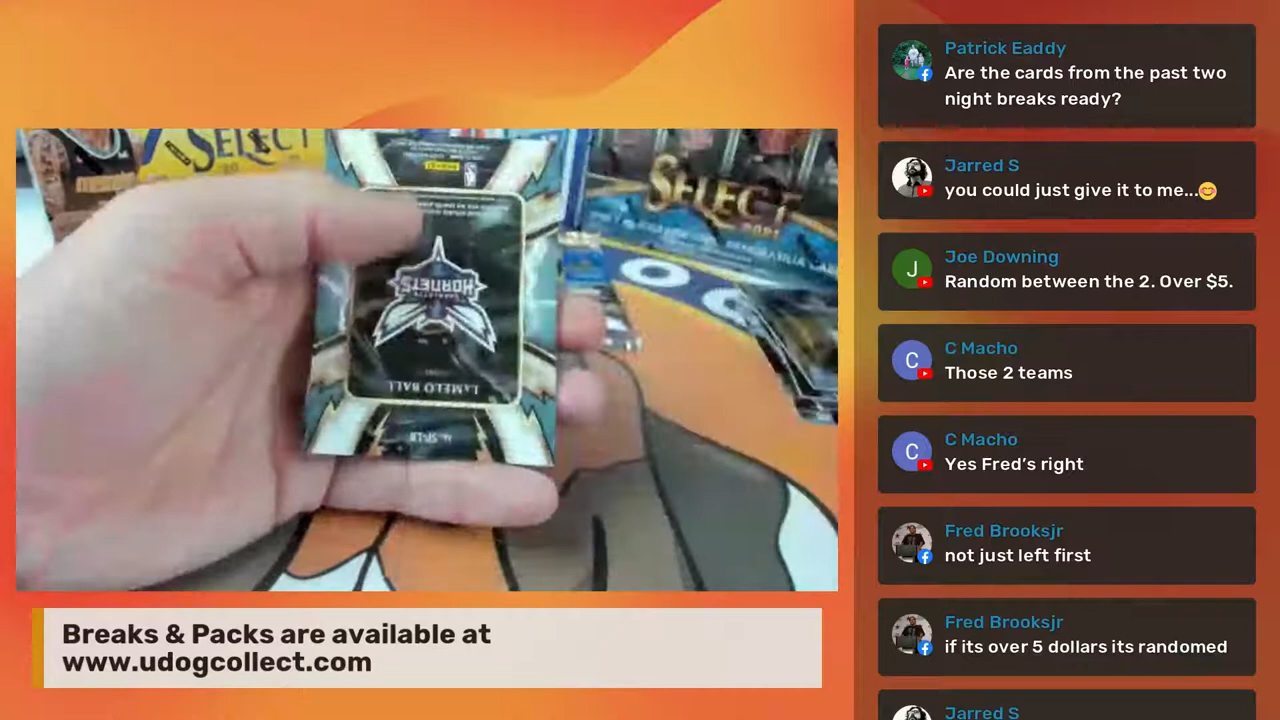 SELECT
SELECT
2021
HORNETS
LAMELO BALL
Breaks & Packs are available at
www.udogcollect.com
Patrick Eaddy
Are the cards from the past two
night breaks ready?
Jarred S
you could just give it to me...😊
Joe Downing
Random between the 2. Over $5.
C Macho
Those 2 teams
C Macho
Yes Fred's right
Fred Brooksjr
not just left first
Fred Brooksjr
if its over 5 dollars its randomed
Jarred S